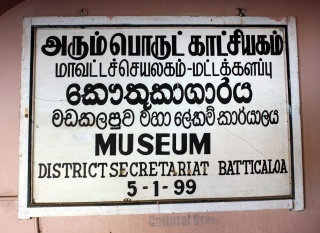 அரும்பொருட் காட்சியகம்
மாவட்டச்செயலகம்-மட்டக்களப்பு
කෞතුකාගාරය
මඩකලපුව දිසා ලේකම් කාර්යාලය
MUSEUM
DISTRICT SECRETARIAT BATTICALOA
5-1-99
Cultural